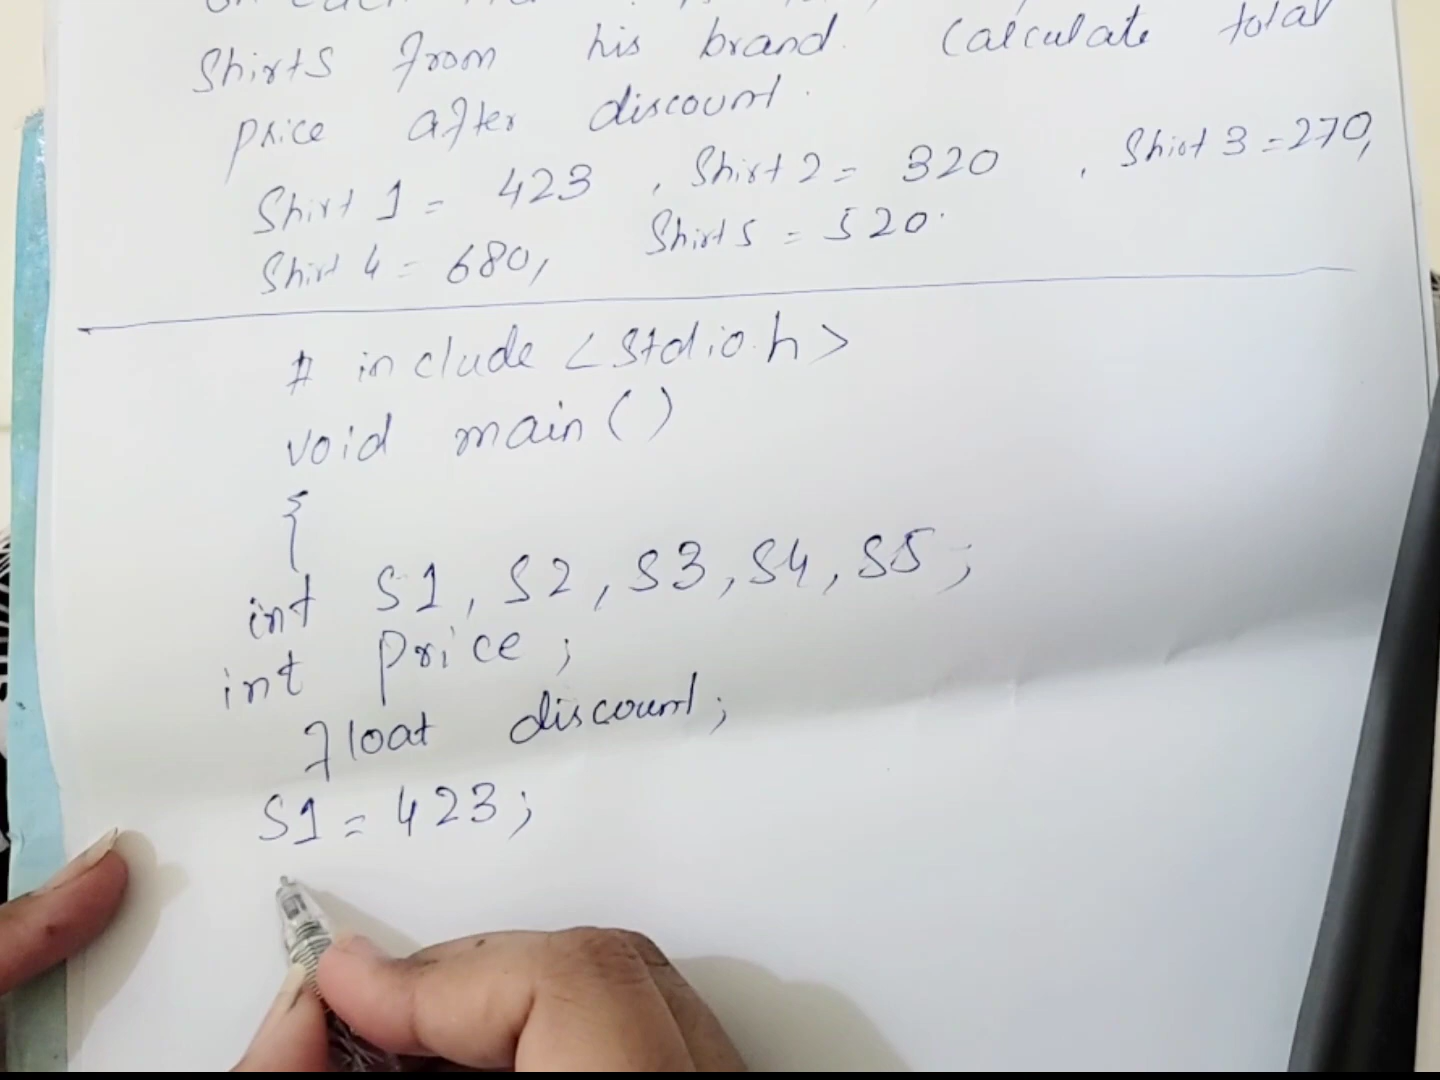 on each
Shirts from his brand. Calculate total
price after discount.
Shirt 1 = 423 , Shirt 2 = 320 , Shirt 3 = 270,
Shirt 4 = 680, Shirt 5 = 520.
# include <stdio.h>
void main()
{
int S1, S2, S3, S4, S5;
int price;
float discount;
S1 = 423;